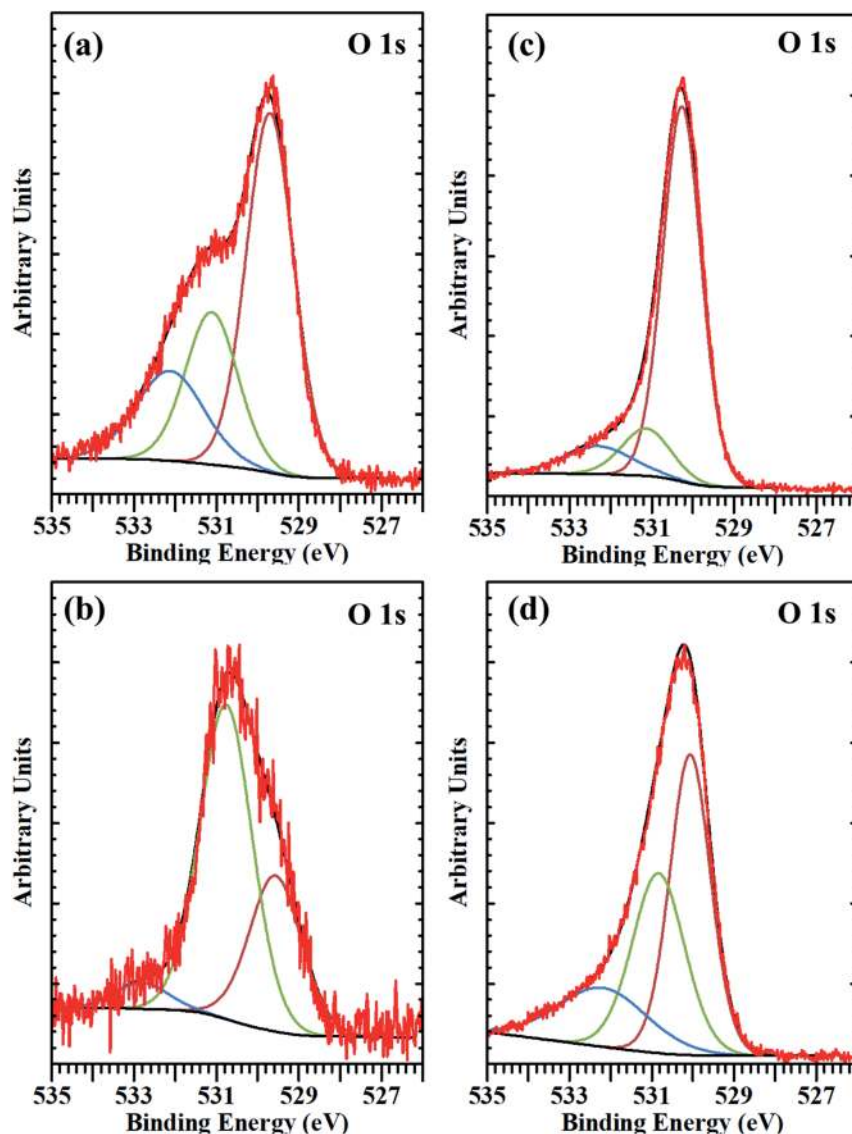 (a) O 1s
Arbitrary Units
535 533 531 529 527
Binding Energy (eV)
(c) O 1s
Arbitrary Units
535 533 531 529 527
Binding Energy (eV)
(b) O 1s
Arbitrary Units
535 533 531 529 527
Binding Energy (eV)
(d) O 1s
Arbitrary Units
535 533 531 529 527
Binding Energy (eV)